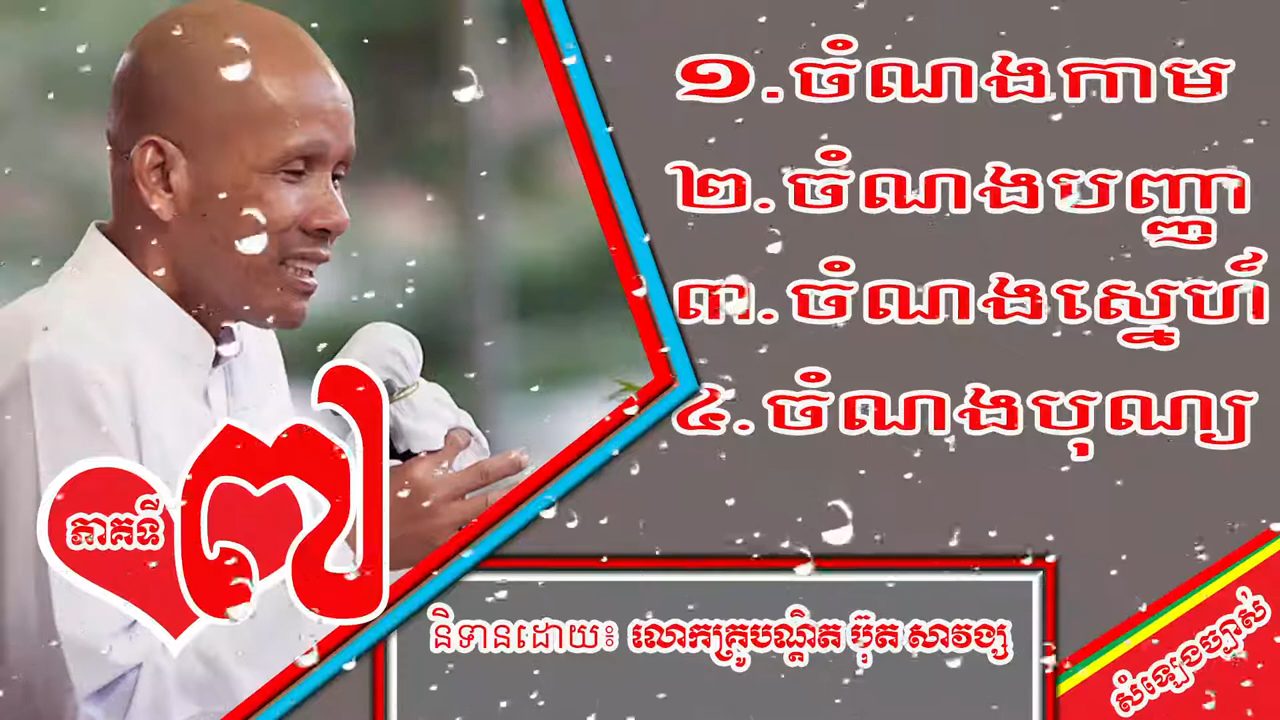 ១.ចំណងកាម
២.ចំណងបញ្ញា
៣.ចំណងស្នេហ៍
៤.ចំណងបុណ្យ
ភាគទី
៧
និទានដោយ៖ លោកគ្រូបណ្ឌិត ប៊ុត សាវង្ស
សំឡេងច្បាស់